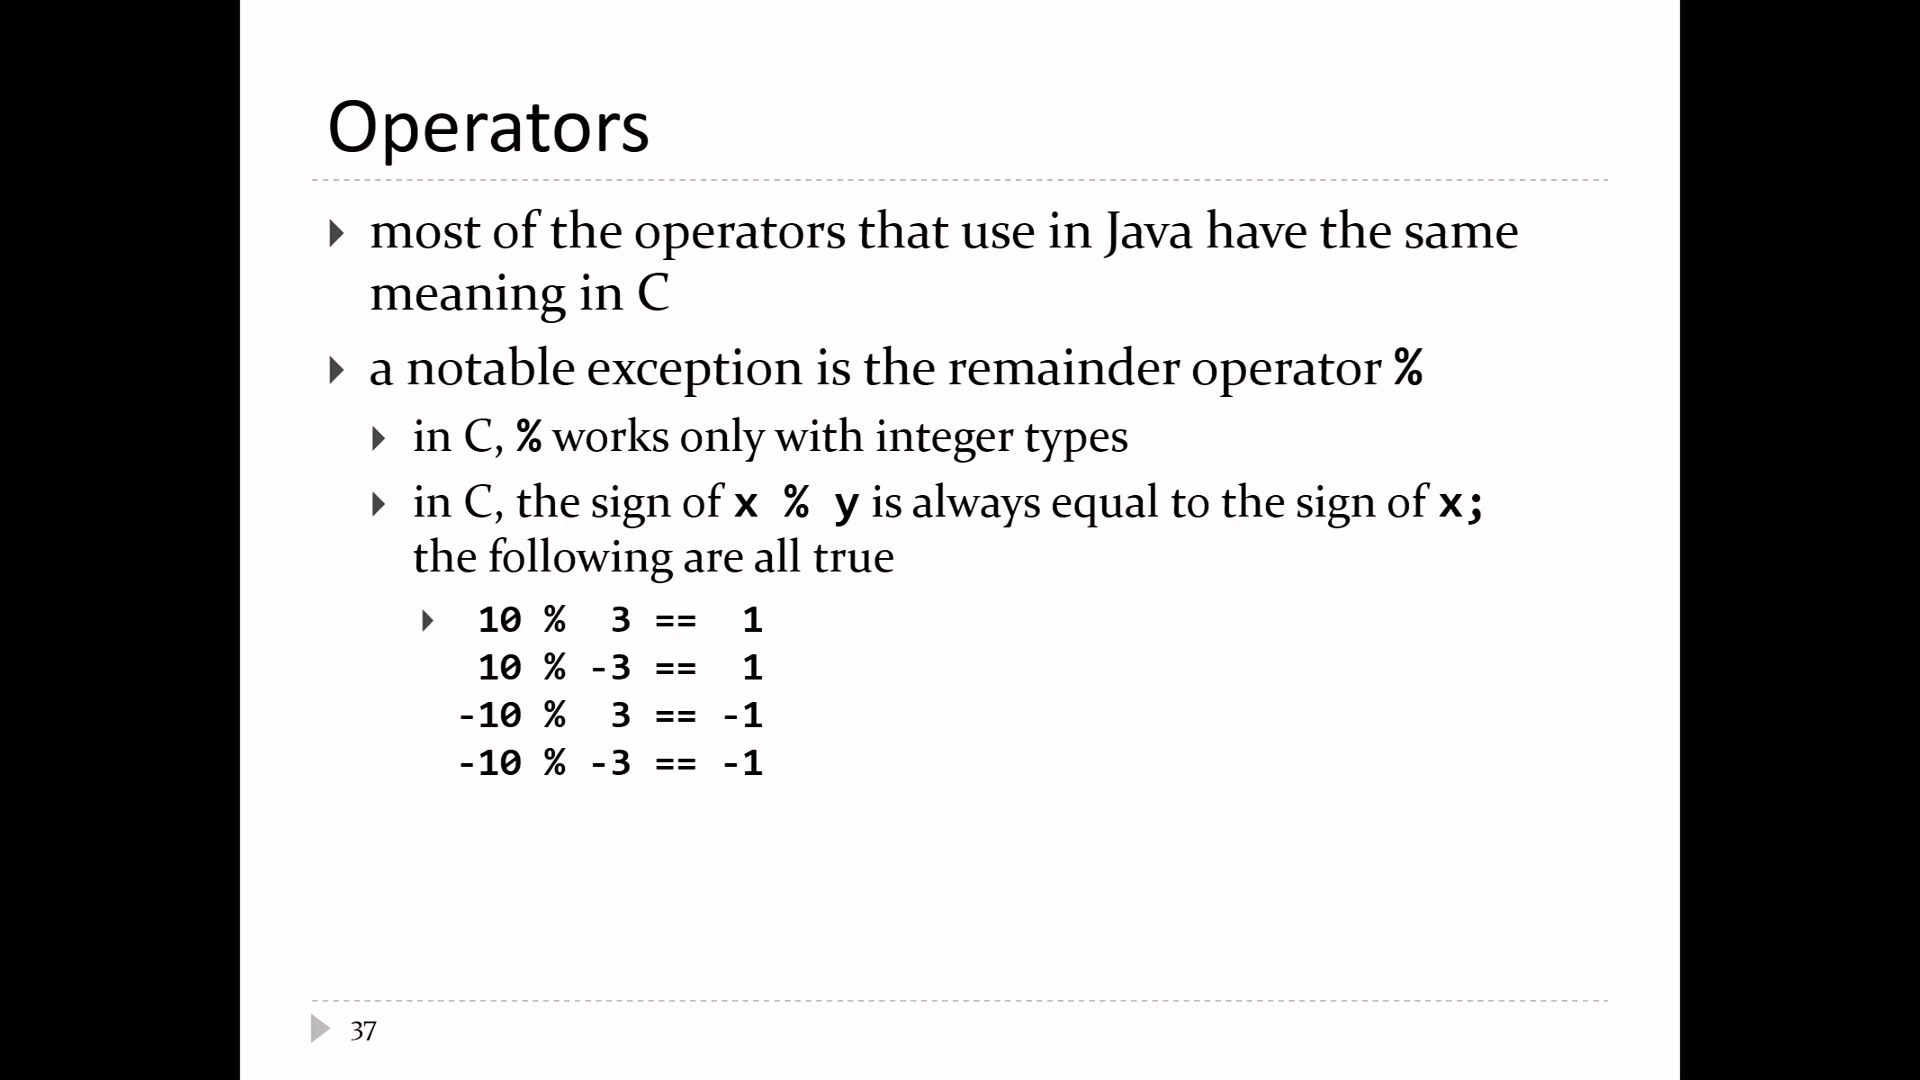 Operators
most of the operators that use in Java have the same
meaning in C
a notable exception is the remainder operator %
in C, % works only with integer types
in C, the sign of x % y is always equal to the sign of x;
the following are all true
10 %  3 ==  1
10 % -3 ==  1
-10 %  3 == -1
-10 % -3 == -1
37